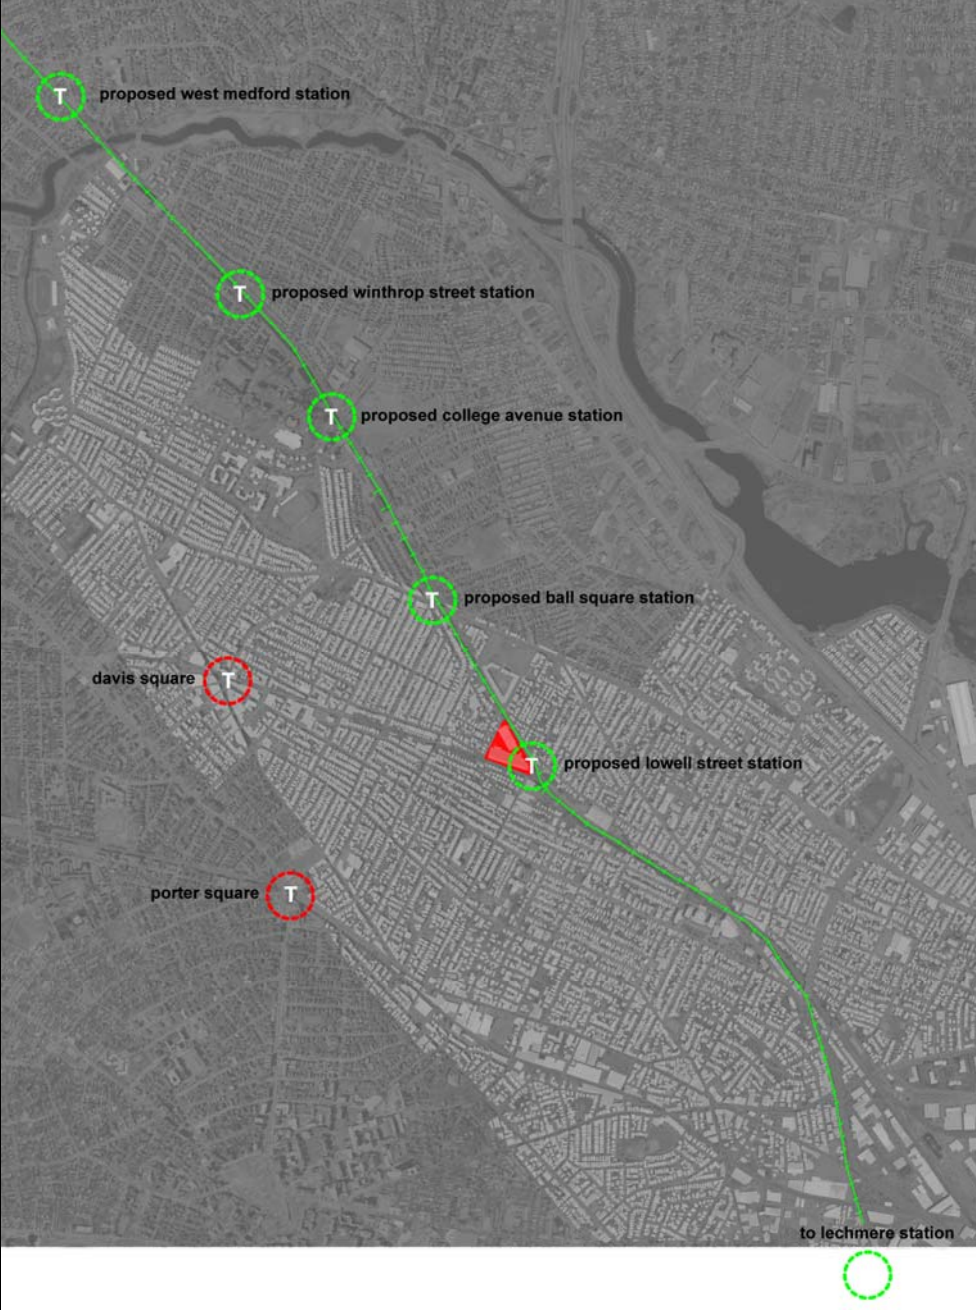 T proposed west medford station
T proposed winthrop street station
T proposed college avenue station
T proposed ball square station
davis square T
T proposed lowell street station
porter square T
to lechmere station